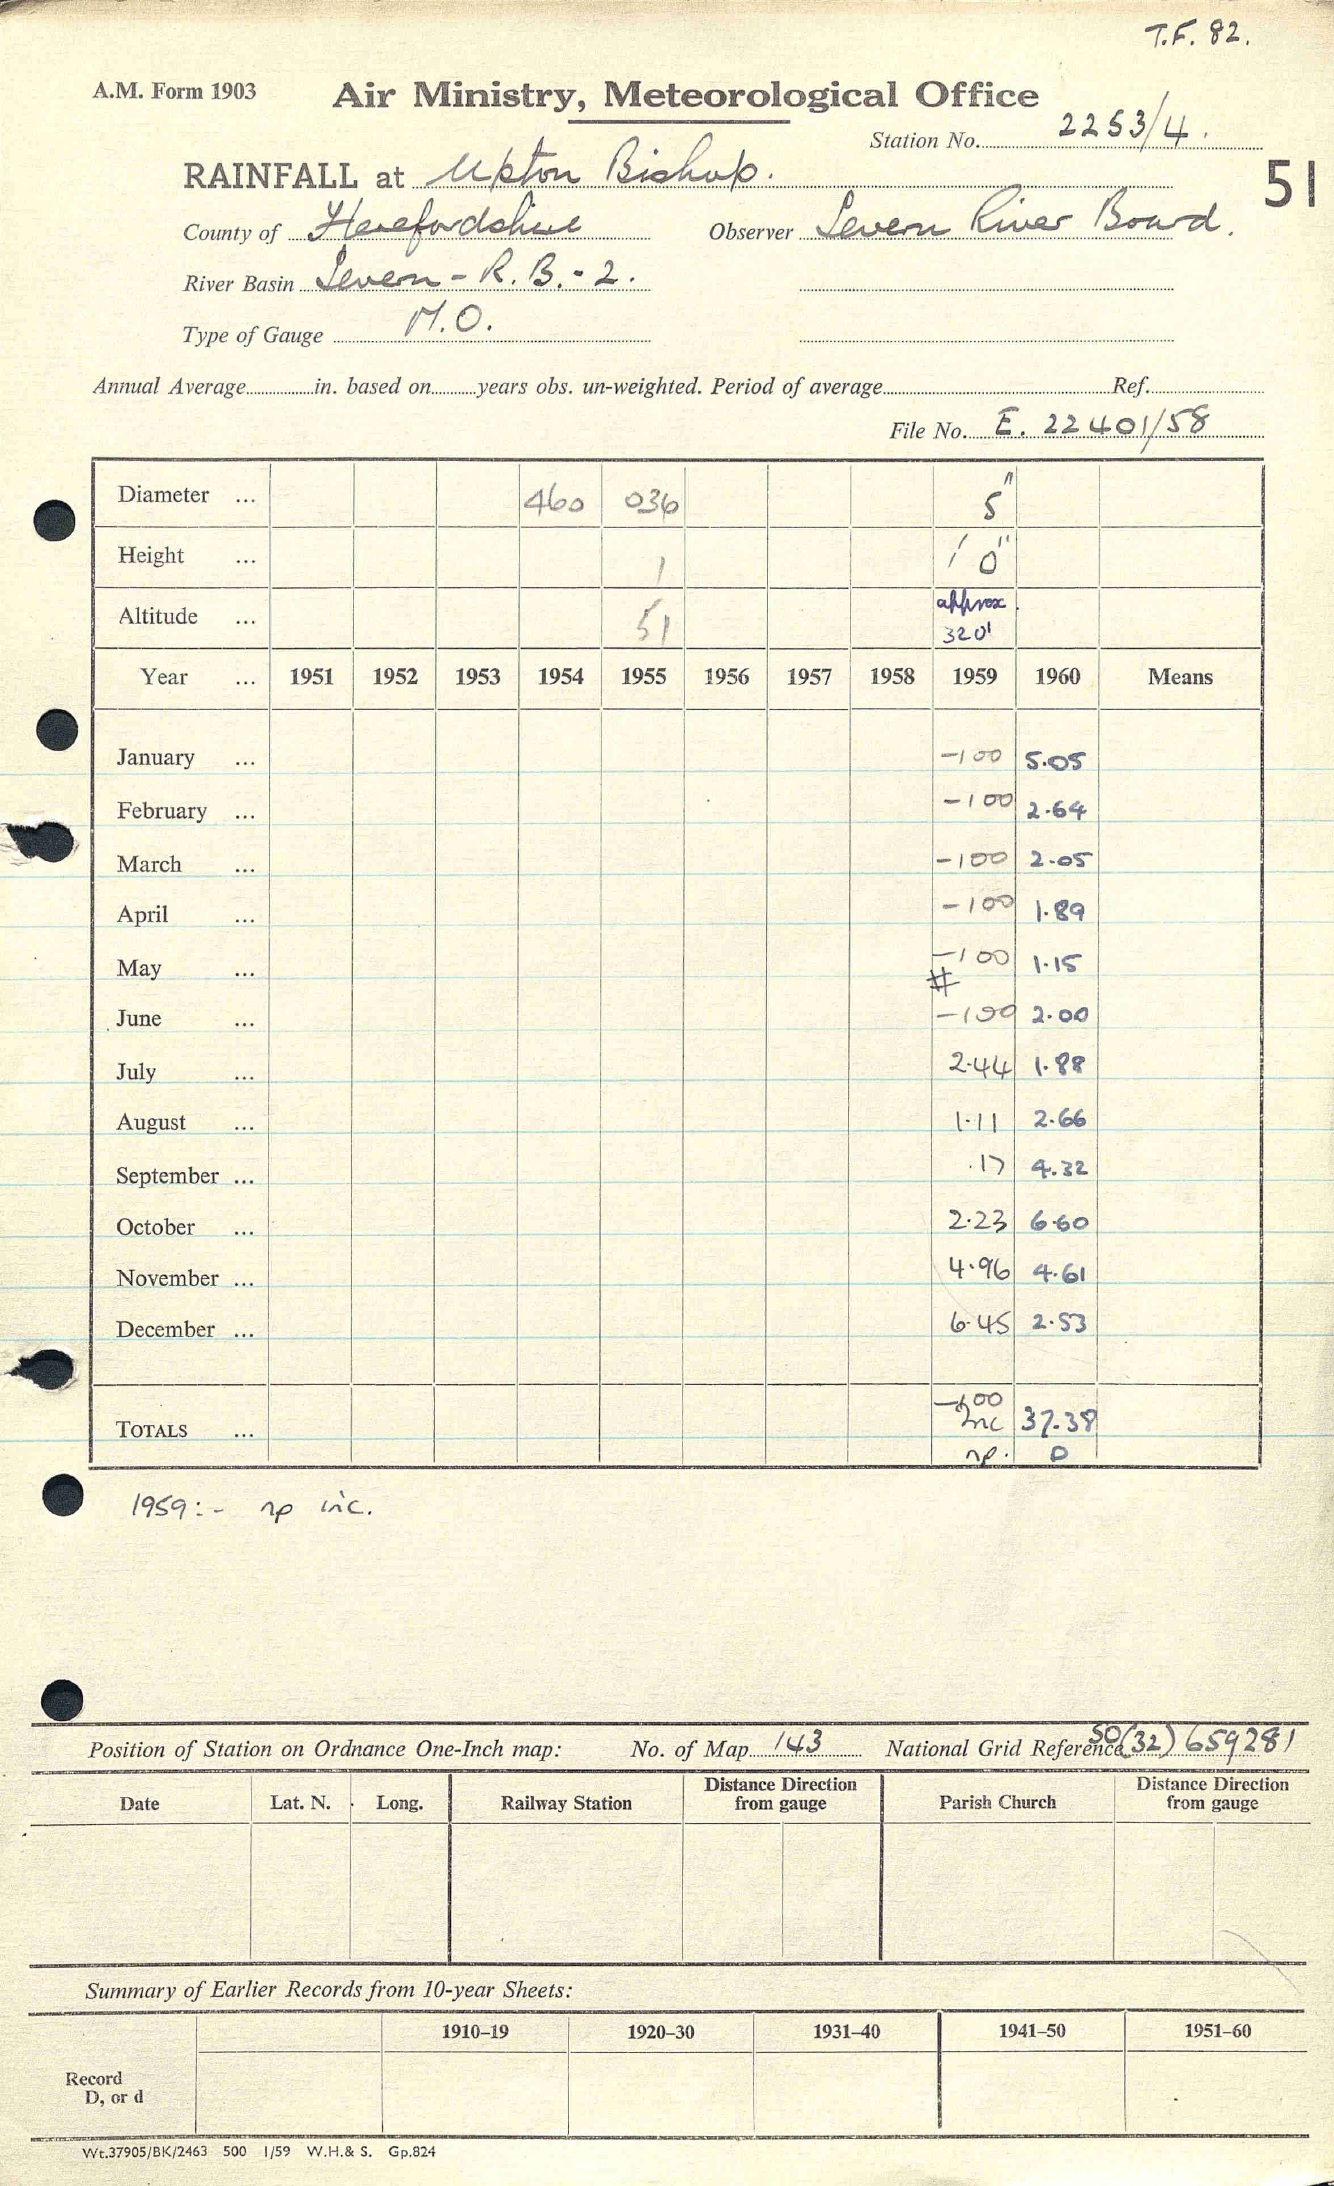 T.F. 82.
A.M. Form 1903 Air Ministry, Meteorological Office
Station No. 2253/4.
RAINFALL at Upton Bishop. 51
County of Herefordshire Observer Severn River Board.
River Basin Severn - R.B. - 2.
Type of Gauge M.O.
Annual Average in. based on years obs. un-weighted. Period of average Ref.
File No. E. 22401/58
Diameter ... 460 036 5"
Height ... 1 1' 0"
Altitude ... 51 approx. 320'
Year ... 1951 1952 1953 1954 1955 1956 1957 1958 1959 1960 Means
January ... -100 5.05
February ... -100 2.64
March ... -100 2.05
April ... -100 1.89
May ... -100 1.15
#
June ... -100 2.00
July ... 2.44 1.88
August ... 1.11 2.66
September ... .17 4.32
October ... 2.23 6.60
November ... 4.96 4.61
December ... 6.45 2.53
-100
TOTALS ... Inc 37.38
np. D
1959:- np inc.
Position of Station on Ordnance One-Inch map: No. of Map 143 National Grid Reference SO(32) 659281
Date Lat. N. Long. Railway Station Distance Direction from gauge Parish Church Distance Direction from gauge
Summary of Earlier Records from 10-year Sheets:
1910–19 1920–30 1931–40 1941–50 1951–60
Record
D, or d
Wt.37905/BK/2463 500 1/59 W.H.& S. Gp.824